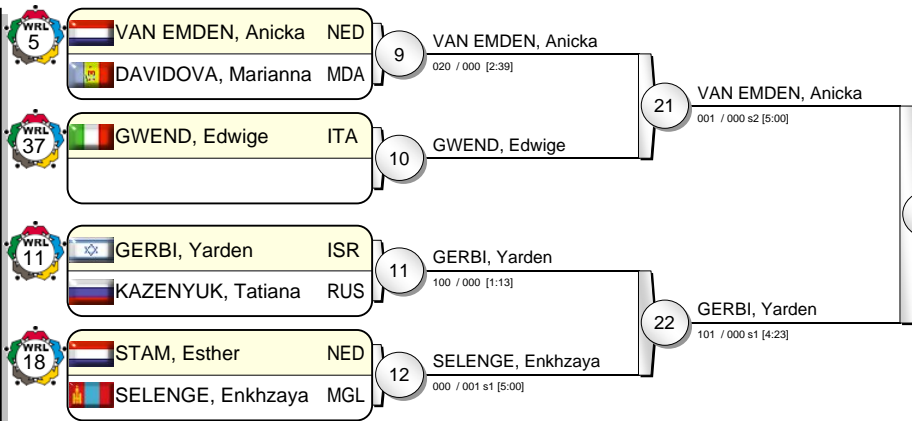 WRL
5
VAN EMDEN, Anicka NED
DAVIDOVA, Marianna MDA
9
VAN EMDEN, Anicka
020 / 000 [2:39]
21
VAN EMDEN, Anicka
001 / 000 s2 [5:00]
WRL
37
GWEND, Edwige ITA
10
GWEND, Edwige
WRL
11
GERBI, Yarden ISR
KAZENYUK, Tatiana RUS
11
GERBI, Yarden
100 / 000 [1:13]
22
GERBI, Yarden
101 / 000 s1 [4:23]
WRL
18
STAM, Esther NED
SELENGE, Enkhzaya MGL
12
SELENGE, Enkhzaya
000 / 001 s1 [5:00]